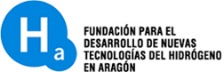 Ha
FUNDACIÓN PARA EL
DESARROLLO DE NUEVAS
TECNOLOGÍAS DEL HIDRÓGENO
EN ARAGÓN